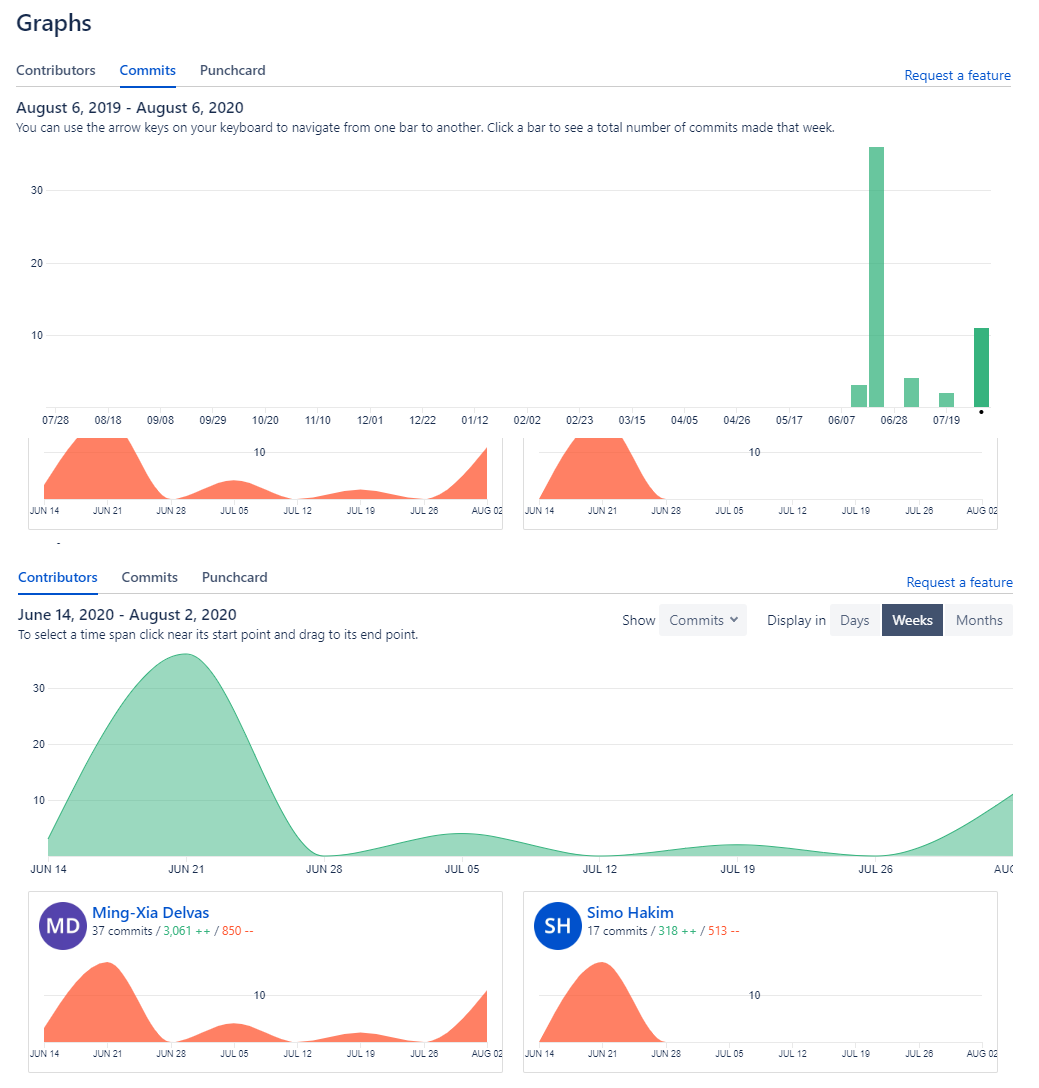 Graphs
Contributors Commits Punchcard
Request a feature
August 6, 2019 - August 6, 2020
You can use the arrow keys on your keyboard to navigate from one bar to another. Click a bar to see a total number of commits made that week.
30
20
10
07/28 08/18 09/08 09/29 10/20 11/10 12/01 12/22 01/12 02/02 02/23 03/15 04/05 04/26 05/17 06/07 06/28 07/19
10
JUN 14 JUN 21 JUN 28 JUL 05 JUL 12 JUL 19 JUL 26 AUG 02
10
JUN 14 JUN 21 JUN 28 JUL 05 JUL 12 JUL 19 JUL 26 AUG 02
Contributors Commits Punchcard
Request a feature
June 14, 2020 - August 2, 2020
Show Commits Display in Days Weeks Months
To select a time span click near its start point and drag to its end point.
30
20
10
JUN 14 JUN 21 JUN 28 JUL 05 JUL 12 JUL 19 JUL 26 AUG
MD Ming-Xia Delvas
37 commits / 3,061 ++ / 850 --
10
JUN 14 JUN 21 JUN 28 JUL 05 JUL 12 JUL 19 JUL 26 AUG 02
SH Simo Hakim
17 commits / 318 ++ / 513 --
10
JUN 14 JUN 21 JUN 28 JUL 05 JUL 12 JUL 19 JUL 26 AUG 02